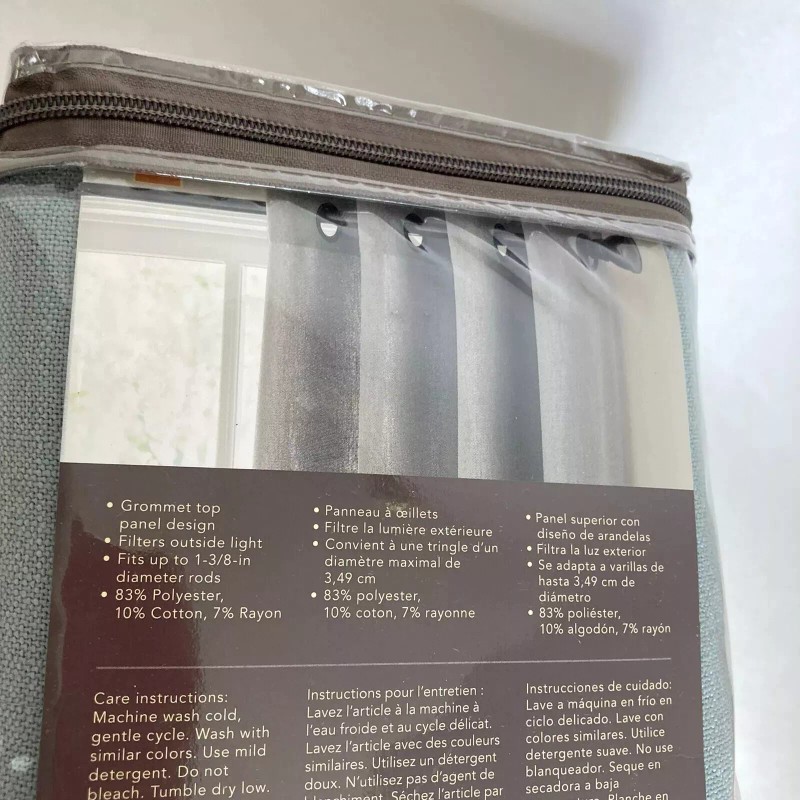 • Grommet top
panel design
• Filters outside light
• Fits up to 1-3/8-in
diameter rods
• 83% Polyester,
10% Cotton, 7% Rayon
• Panneau à œillets
• Filtre la lumière extérieure
• Convient à une tringle d’un
diamètre maximal de
3,49 cm
• 83% polyester,
10% coton, 7% rayonne
• Panel superior con
diseño de arandelas
• Filtra la luz exterior
• Se adapta a varillas de
hasta 3,49 cm de
diámetro
• 83% poliéster,
10% algodón, 7% rayón
Care instructions:
Machine wash cold,
gentle cycle. Wash with
similar colors. Use mild
detergent. Do not
bleach. Tumble dry low.
Instructions pour l’entretien :
Lavez l’article à la machine à
l’eau froide et au cycle délicat.
Lavez l’article avec des couleurs
similaires. Utilisez un détergent
doux. N’utilisez pas d’agent de
blanchiment. Séchez l’article par
Instrucciones de cuidado:
Lave a máquina en frío en
ciclo delicado. Lave con
colores similares. Utilice
detergente suave. No use
blanqueador. Seque en
secadora a baja
Planche en